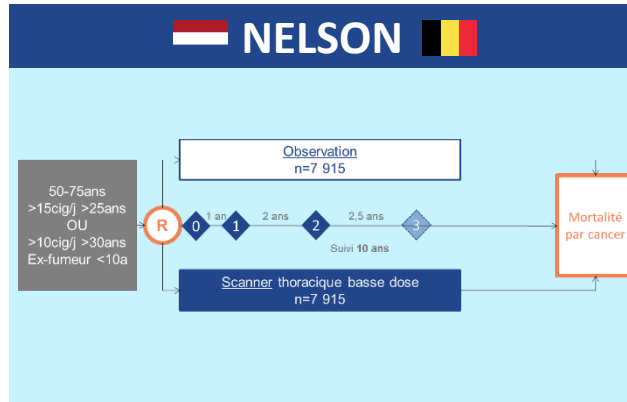 NELSON
Observation
n=7 915
50-75ans
>15cig/j >25ans
OU
>10cig/j >30ans
Ex-fumeur <10a
R
0
1 an
1
2 ans
2
2,5 ans
3
Suivi 10 ans
Mortalité
par cancer
Scanner thoracique basse dose
n=7 915